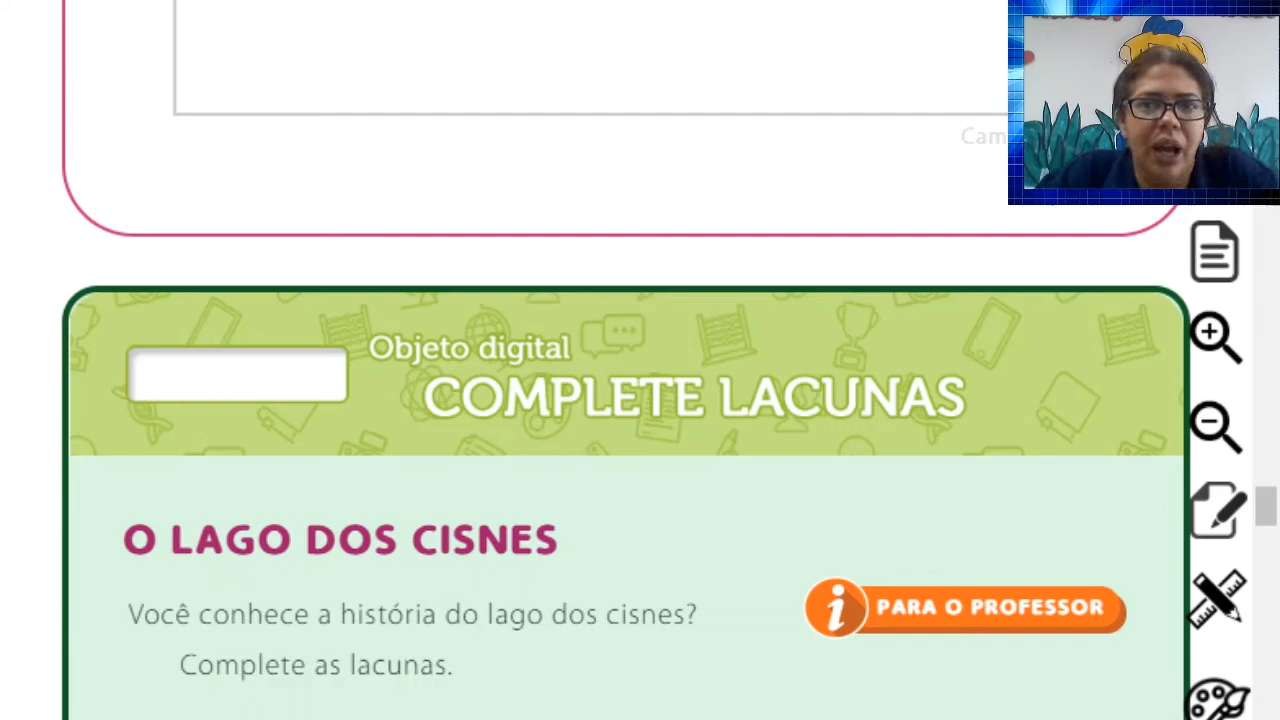 Cam
Objeto digital
COMPLETE LACUNAS
O LAGO DOS CISNES
Você conhece a história do lago dos cisnes?
PARA O PROFESSOR
Complete as lacunas.